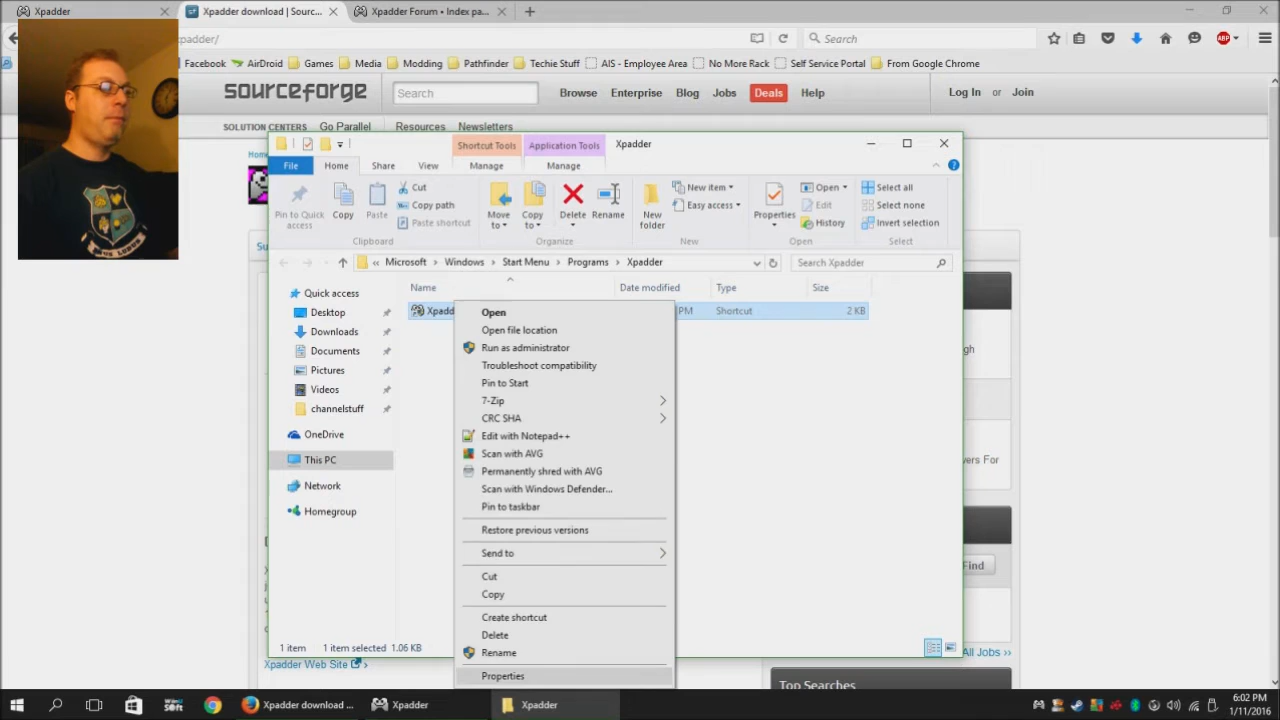 Xpadder
Xpadder download | Sourc...
Xpadder Forum • Index pa...
xpadder/
Search
Facebook
AirDroid
Games
Media
Modding
Pathfinder
Techie Stuff
AIS - Employee Area
No More Rack
Self Service Portal
From Google Chrome
ABP
sourceforge
Search
Browse
Enterprise
Blog
Jobs
Deals
Help
Log In or Join
SOLUTION CENTERS
Go Parallel
Resources
Newsletters
Home
Shortcut Tools
Application Tools
Xpadder
File
Home
Share
View
Manage
Manage
Pin to Quick access
Copy
Paste
Cut
Copy path
Paste shortcut
Clipboard
Move to
Copy to
Delete
Rename
Organize
New folder
New item
Easy access
New
Properties
Open
Edit
History
Open
Select all
Select none
Invert selection
Select
Su
« Microsoft > Windows > Start Menu > Programs > Xpadder
Search Xpadder
Name
Date modified
Type
Size
Xpadd
PM
Shortcut
2 KB
Quick access
Desktop
Downloads
Documents
Pictures
Videos
channelstuff
OneDrive
This PC
Network
Homegroup
Open
Open file location
Run as administrator
Troubleshoot compatibility
Pin to Start
7-Zip
CRC SHA
Edit with Notepad++
Scan with AVG
Permanently shred with AVG
Scan with Windows Defender...
Pin to taskbar
Restore previous versions
Send to
Cut
Copy
Create shortcut
Delete
Rename
Properties
gh
vers For
Find
1 item
1 item selected 1.06 KB
All Jobs ››
Xpadder Web Site ›
Top Searches
Xpadder download ...
Xpadder
Xpadder
6:02 PM
1/11/2016